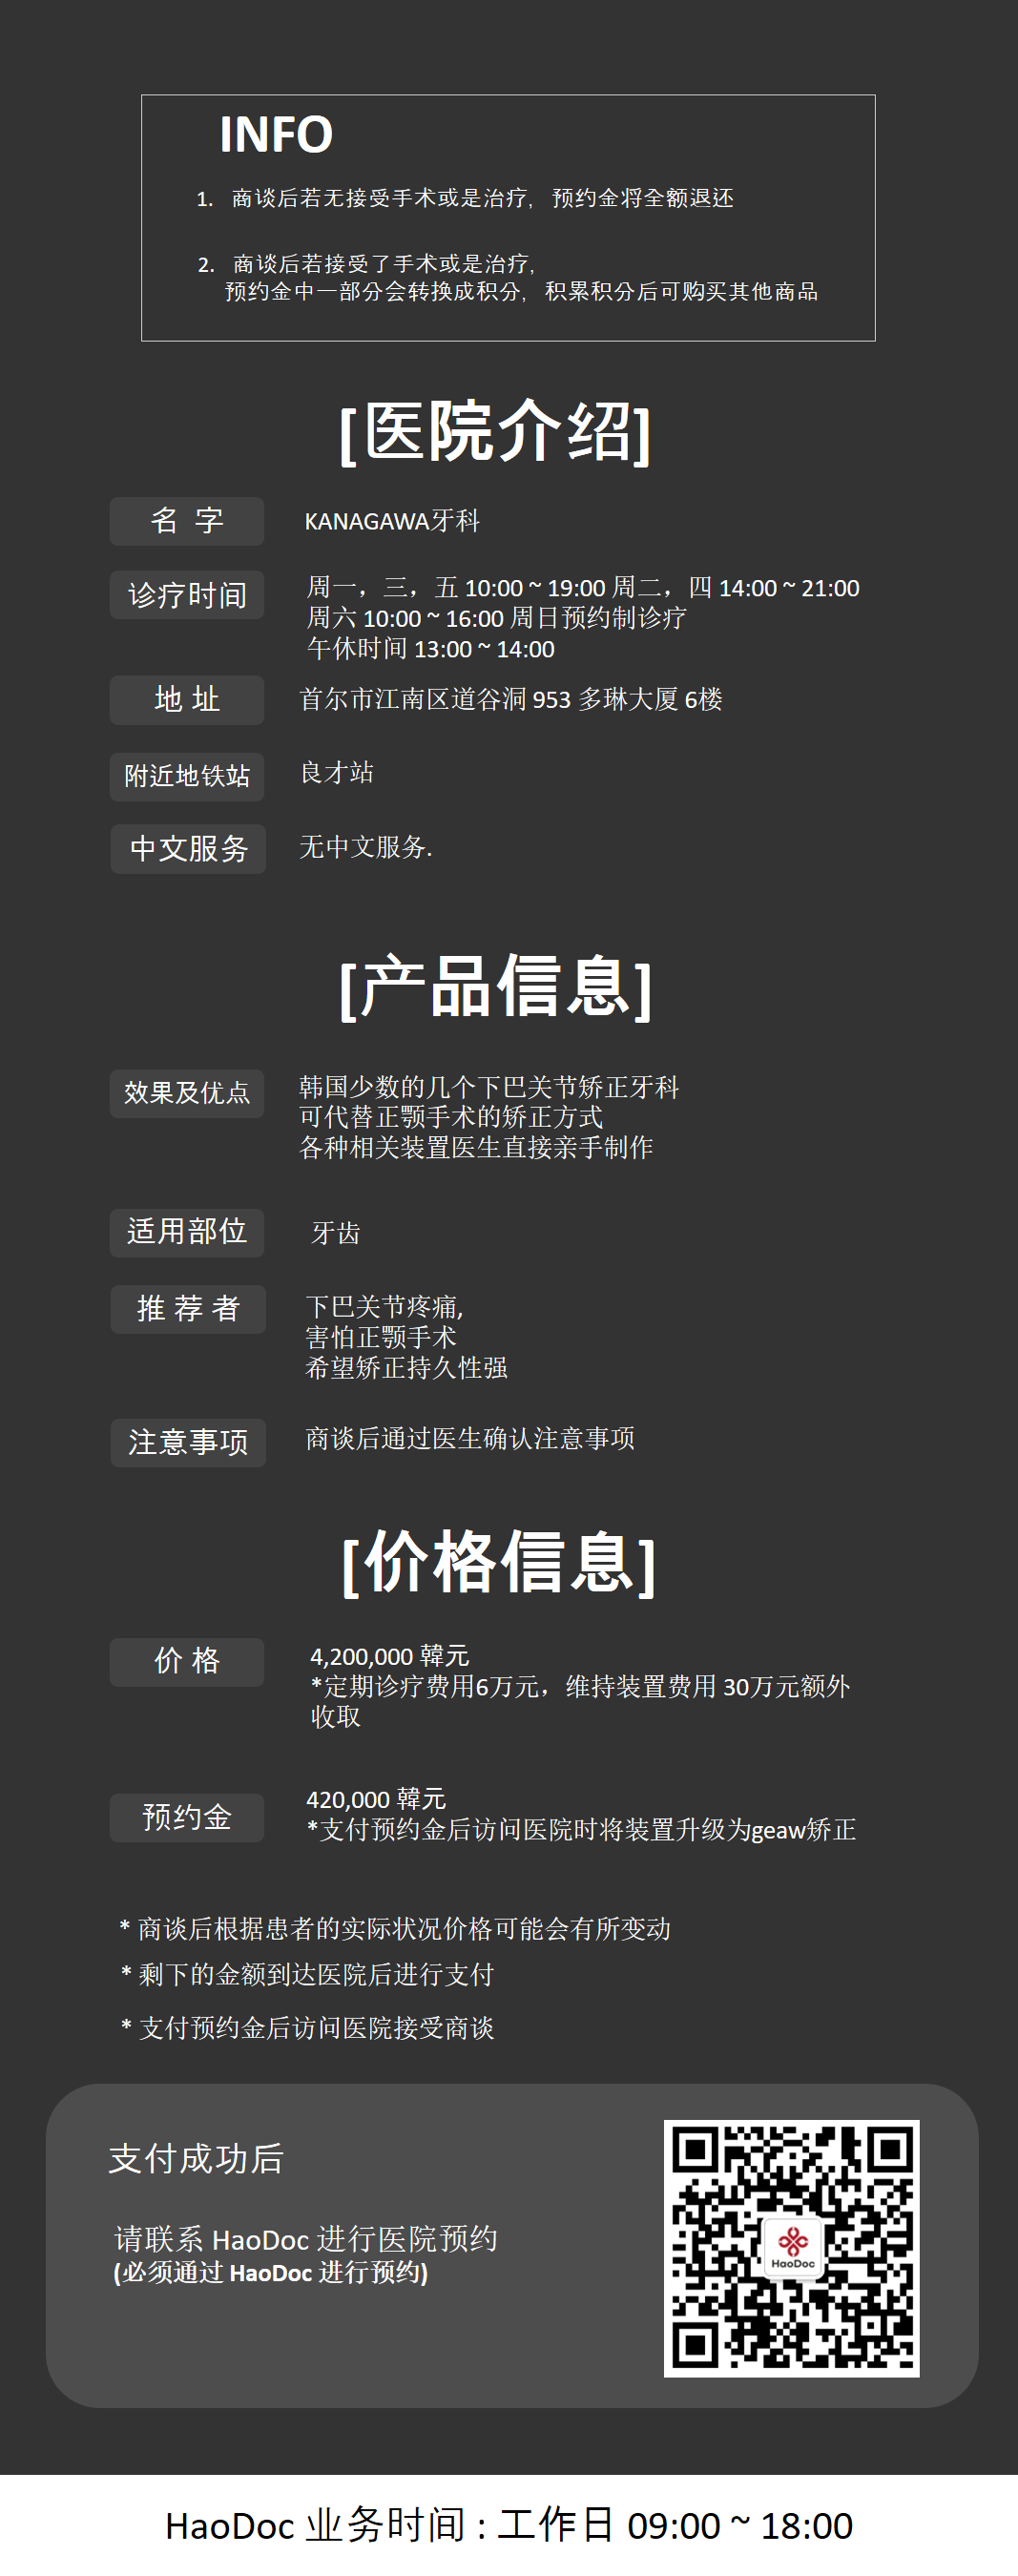 INFO
1. 商谈后若无接受手术或是治疗, 预约金将全额退还
2. 商谈后若接受了手术或是治疗,
预约金中一部分会转换成积分, 积累积分后可购买其他商品
[医院介绍]
名 字 KANAGAWA牙科
诊疗时间 周一，三，五 10:00 ~ 19:00 周二，四 14:00 ~ 21:00
周六 10:00 ~ 16:00 周日预约制诊疗
午休时间 13:00 ~ 14:00
地 址 首尔市江南区道谷洞 953 多琳大厦 6楼
附近地铁站 良才站
中文服务 无中文服务.
[产品信息]
效果及优点 韩国少数的几个下巴关节矫正牙科
可代替正颚手术的矫正方式
各种相关装置医生直接亲手制作
适用部位 牙齿
推 荐 者 下巴关节疼痛,
害怕正颚手术
希望矫正持久性强
注意事项 商谈后通过医生确认注意事项
[价格信息]
价 格 4,200,000 韓元
*定期诊疗费用6万元，维持装置费用 30万元额外
收取
预约金 420,000 韓元
*支付预约金后访问医院时将装置升级为geaw矫正
* 商谈后根据患者的实际状况价格可能会有所变动
* 剩下的金额到达医院后进行支付
* 支付预约金后访问医院接受商谈
支付成功后
请联系 HaoDoc 进行医院预约
(必须通过 HaoDoc 进行预约)
HaoDoc
HaoDoc 业务时间 : 工作日 09:00 ~ 18:00